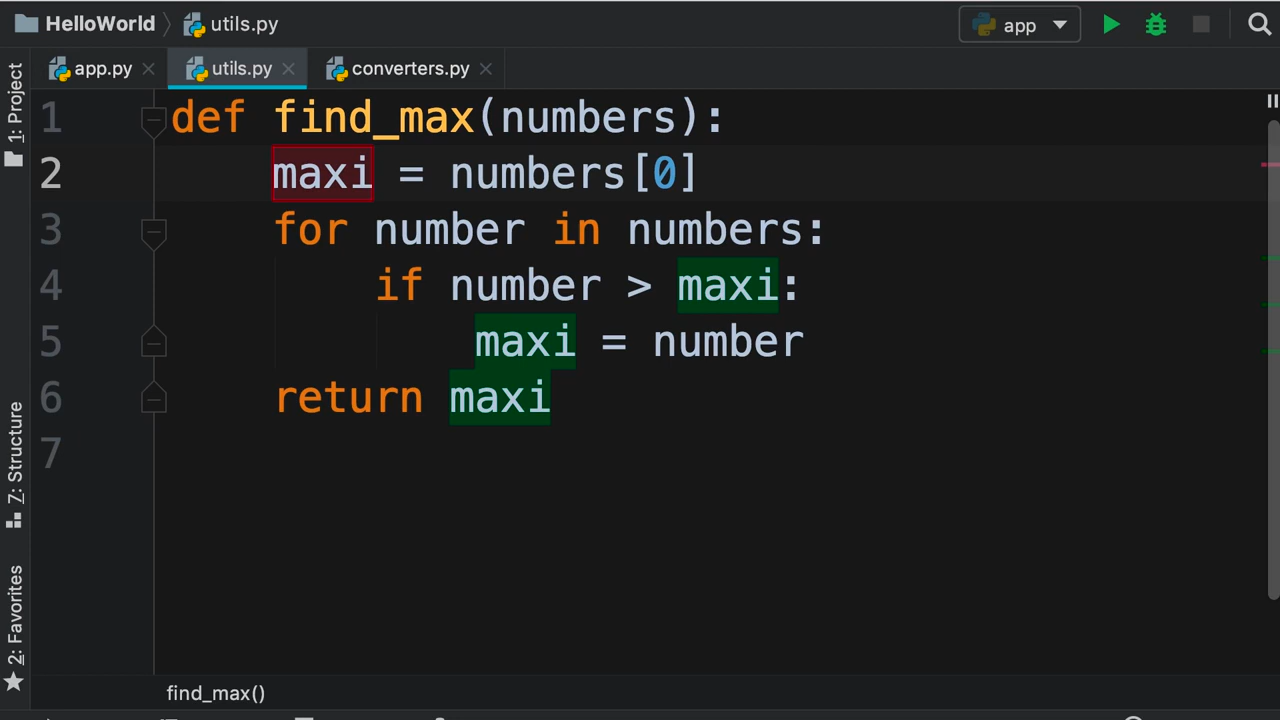 HelloWorld utils.py app
app.py utils.py converters.py
1: Project
1 def find_max(numbers):
2 maxi = numbers[0]
3 for number in numbers:
4 if number > maxi:
5 maxi = number
6 return maxi
7
7: Structure
2: Favorites
find_max()